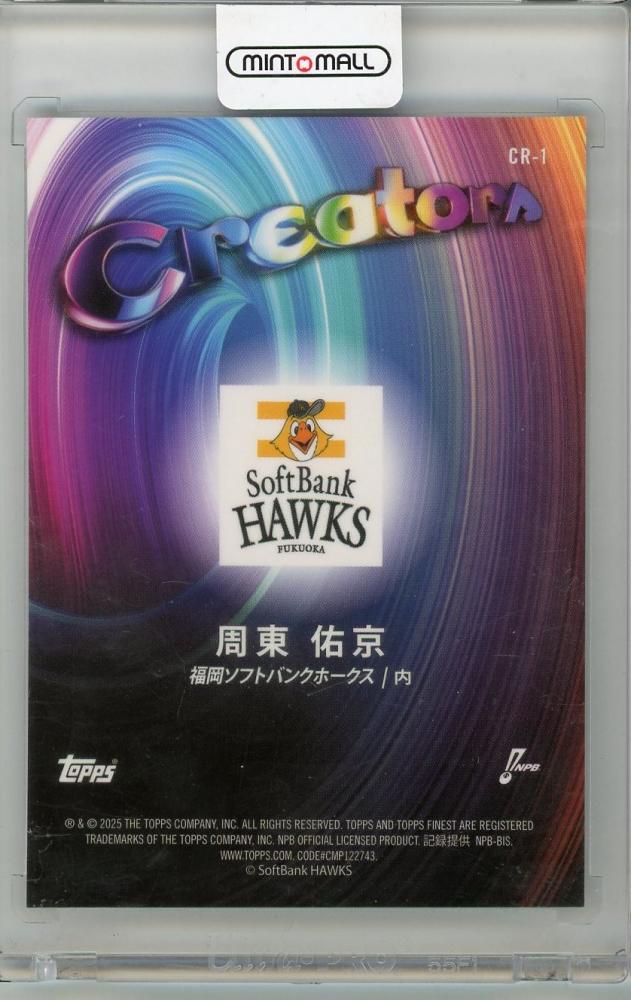 MINT MALL
CR-1
Creators
SoftBank
HAWKS
FUKUOKA
周東 佑京
福岡ソフトバンクホークス / 内
topps
NPB
® & © 2025 THE TOPPS COMPANY, INC. ALL RIGHTS RESERVED. TOPPS AND TOPPS FINEST ARE REGISTERED
TRADEMARKS OF THE TOPPS COMPANY, INC. NPB OFFICIAL LICENSED PRODUCT. 記録提供 NPB-BIS.
WWW.TOPPS.COM. CODE#CMP122743.
© SoftBank HAWKS